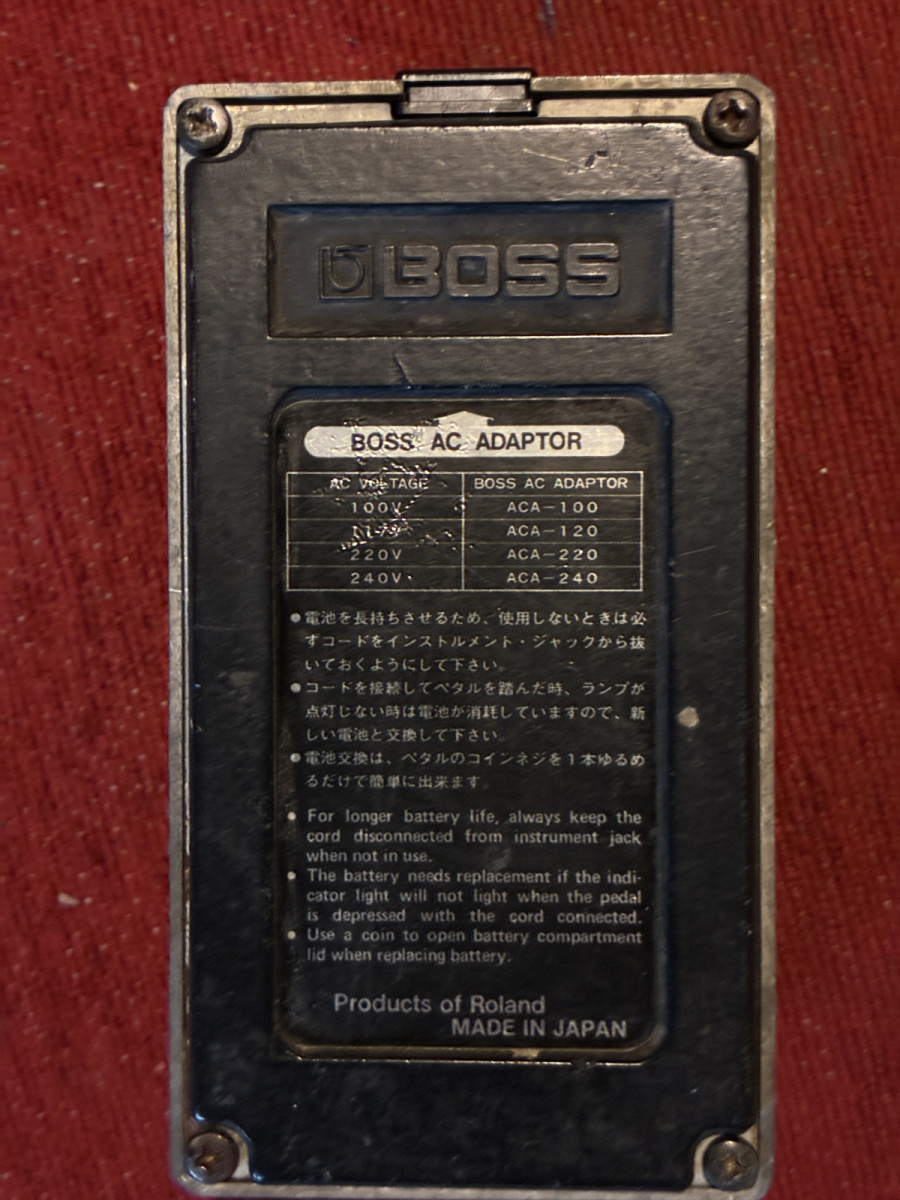 BOSS
BOSS AC ADAPTOR
AC VOLTAGE BOSS AC ADAPTOR
100V ACA-100
ACA-120
220V ACA-220
240V ACA-240
●電池を長持ちさせるため、使用しないときは必
ずコードをインストルメント・ジャックから抜
いておくようにして下さい。
●コードを接続してペタルを踏んだ時、ランプが
点灯じない時は電池が消耗していますので、新
しい電池と交換して下さい。
●電池交換は、ペタルのコインネジを1本ゆるめ
るだけで簡単に出来ます。
● For longer battery life, always keep the
cord disconnected from instrument jack
when not in use.
● The battery needs replacement if the indi-
cator light will not light when the pedal
is depressed with the cord connected.
● Use a coin to open battery compartment
lid when replacing battery.
Products of Roland
MADE IN JAPAN